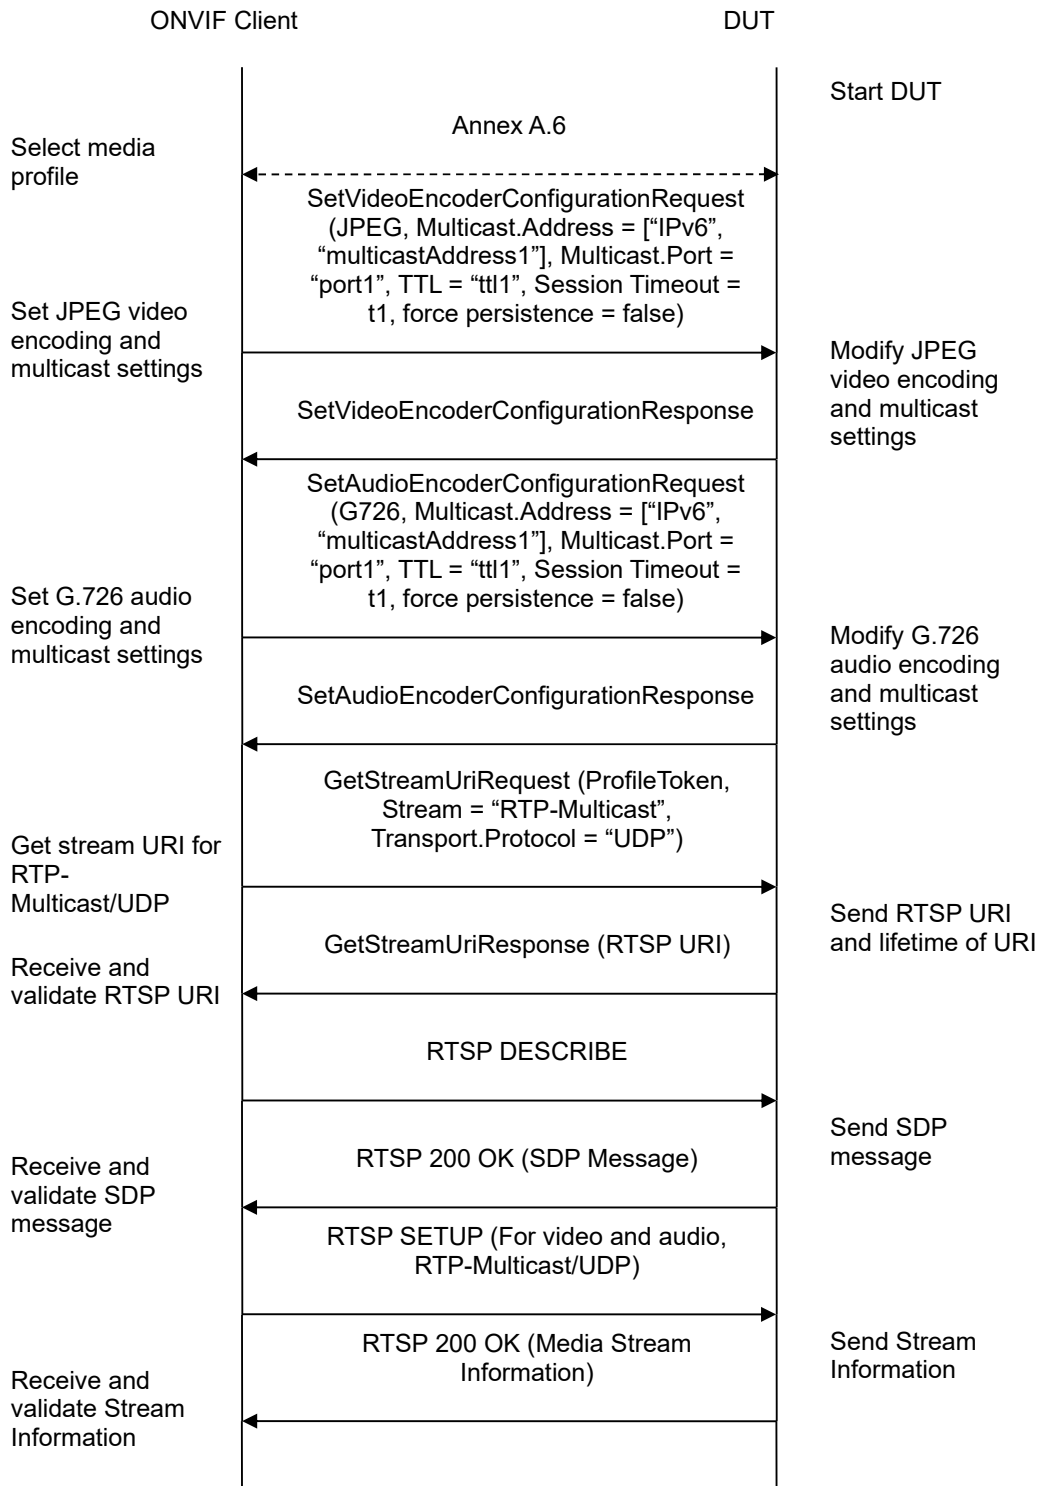 ONVIF Client
DUT
Start DUT
Annex A.6
Select media
profile
SetVideoEncoderConfigurationRequest
(JPEG, Multicast.Address = [“IPv6”,
“multicastAddress1”], Multicast.Port =
“port1”, TTL = “ttl1”, Session Timeout =
t1, force persistence = false)
Set JPEG video
encoding and
multicast settings
Modify JPEG
video encoding
and multicast
settings
SetVideoEncoderConfigurationResponse
SetAudioEncoderConfigurationRequest
(G726, Multicast.Address = [“IPv6”,
“multicastAddress1”], Multicast.Port =
“port1”, TTL = “ttl1”, Session Timeout =
t1, force persistence = false)
Set G.726 audio
encoding and
multicast settings
Modify G.726
audio encoding
and multicast
settings
SetAudioEncoderConfigurationResponse
GetStreamUriRequest (ProfileToken,
Stream = “RTP-Multicast”,
Transport.Protocol = “UDP”)
Get stream URI for
RTP-
Multicast/UDP
Send RTSP URI
and lifetime of URI
GetStreamUriResponse (RTSP URI)
Receive and
validate RTSP URI
RTSP DESCRIBE
Send SDP
message
RTSP 200 OK (SDP Message)
Receive and
validate SDP
message
RTSP SETUP (For video and audio,
RTP-Multicast/UDP)
Send Stream
Information
RTSP 200 OK (Media Stream
Information)
Receive and
validate Stream
Information